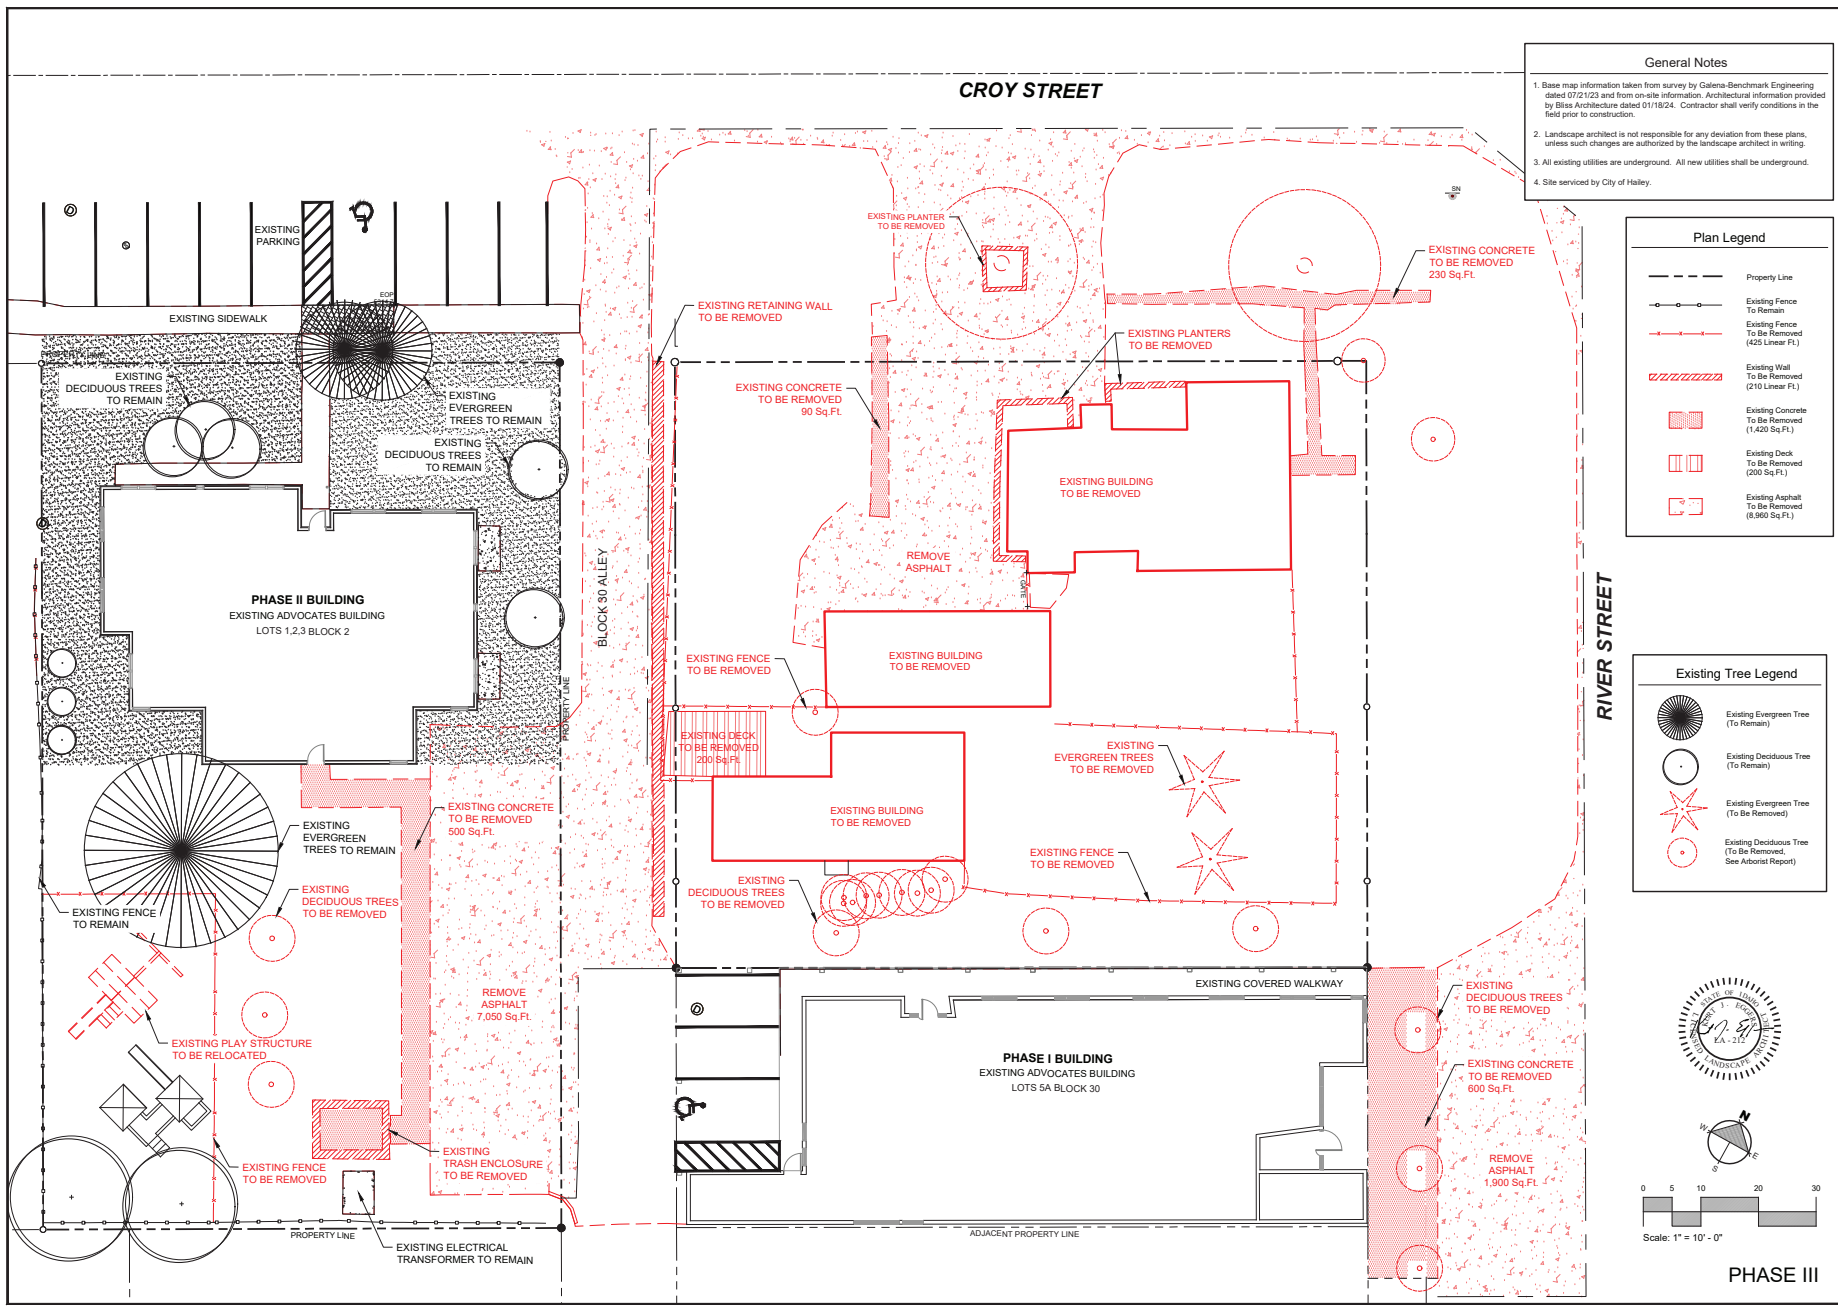 CROY STREET
General Notes
1. Base map information taken from survey by Galena-Benchmark Engineering
dated 07/21/23 and from on-site information. Architectural information provided
by Bliss Architecture dated 01/18/24. Contractor shall verify conditions in the
field prior to construction.
2. Landscape architect is not responsible for any deviation from these plans,
unless such changes are authorized by the landscape architect in writing.
3. All existing utilities are underground. All new utilities shall be underground.
4. Site serviced by City of Hailey.
SN
Plan Legend
Property Line
Existing Fence
To Remain
Existing Fence
To Be Removed
(425 Linear Ft.)
Existing Wall
To Be Removed
(210 Linear Ft.)
Existing Concrete
To Be Removed
(1,420 Sq.Ft.)
Existing Deck
To Be Removed
(200 Sq.Ft.)
Existing Asphalt
To Be Removed
(8,960 Sq.Ft.)
Existing Tree Legend
Existing Evergreen Tree
(To Remain)
Existing Deciduous Tree
(To Remain)
Existing Evergreen Tree
(To Be Removed)
Existing Deciduous Tree
(To Be Removed,
See Arborist Report)
RIVER STREET
EXISTING
PARKING
EOP
EXISTING SIDEWALK
PROPERTY LINE
EXISTING
DECIDUOUS TREES
TO REMAIN
EXISTING
EVERGREEN
TREES TO REMAIN
EXISTING
DECIDUOUS TREES
TO REMAIN
PHASE II BUILDING
EXISTING ADVOCATES BUILDING
LOTS 1,2,3 BLOCK 2
BLOCK 30 ALLEY
PROPERTY LINE
EXISTING PLANTER
TO BE REMOVED
EXISTING CONCRETE
TO BE REMOVED
230 Sq.Ft.
EXISTING RETAINING WALL
TO BE REMOVED
EXISTING PLANTERS
TO BE REMOVED
EXISTING CONCRETE
TO BE REMOVED
90 Sq.Ft.
EXISTING BUILDING
TO BE REMOVED
REMOVE
ASPHALT
GATE
EXISTING BUILDING
TO BE REMOVED
EXISTING FENCE
TO BE REMOVED
EXISTING DECK
TO BE REMOVED
200 Sq.Ft.
EXISTING
EVERGREEN TREES
TO BE REMOVED
EXISTING BUILDING
TO BE REMOVED
EXISTING FENCE
TO BE REMOVED
EXISTING
DECIDUOUS TREES
TO BE REMOVED
EXISTING CONCRETE
TO BE REMOVED
500 Sq.Ft.
EXISTING
EVERGREEN
TREES TO REMAIN
EXISTING
DECIDUOUS TREES
TO BE REMOVED
EXISTING FENCE
TO REMAIN
REMOVE
ASPHALT
7,050 Sq.Ft.
EXISTING PLAY STRUCTURE
TO BE RELOCATED
EXISTING FENCE
TO BE REMOVED
EXISTING
TRASH ENCLOSURE
TO BE REMOVED
PROPERTY LINE
EXISTING ELECTRICAL
TRANSFORMER TO REMAIN
EXISTING COVERED WALKWAY
PHASE I BUILDING
EXISTING ADVOCATES BUILDING
LOTS 5A BLOCK 30
ADJACENT PROPERTY LINE
EXISTING
DECIDUOUS TREES
TO BE REMOVED
EXISTING CONCRETE
TO BE REMOVED
600 Sq.Ft.
REMOVE
ASPHALT
1,900 Sq.Ft.
STATE OF IDAHO
KURT J. EGGERS
LA - 212
LICENSED LANDSCAPE ARCHITECT
N
W
E
S
0 5 10 20 30
Scale: 1" = 10' - 0"
PHASE III